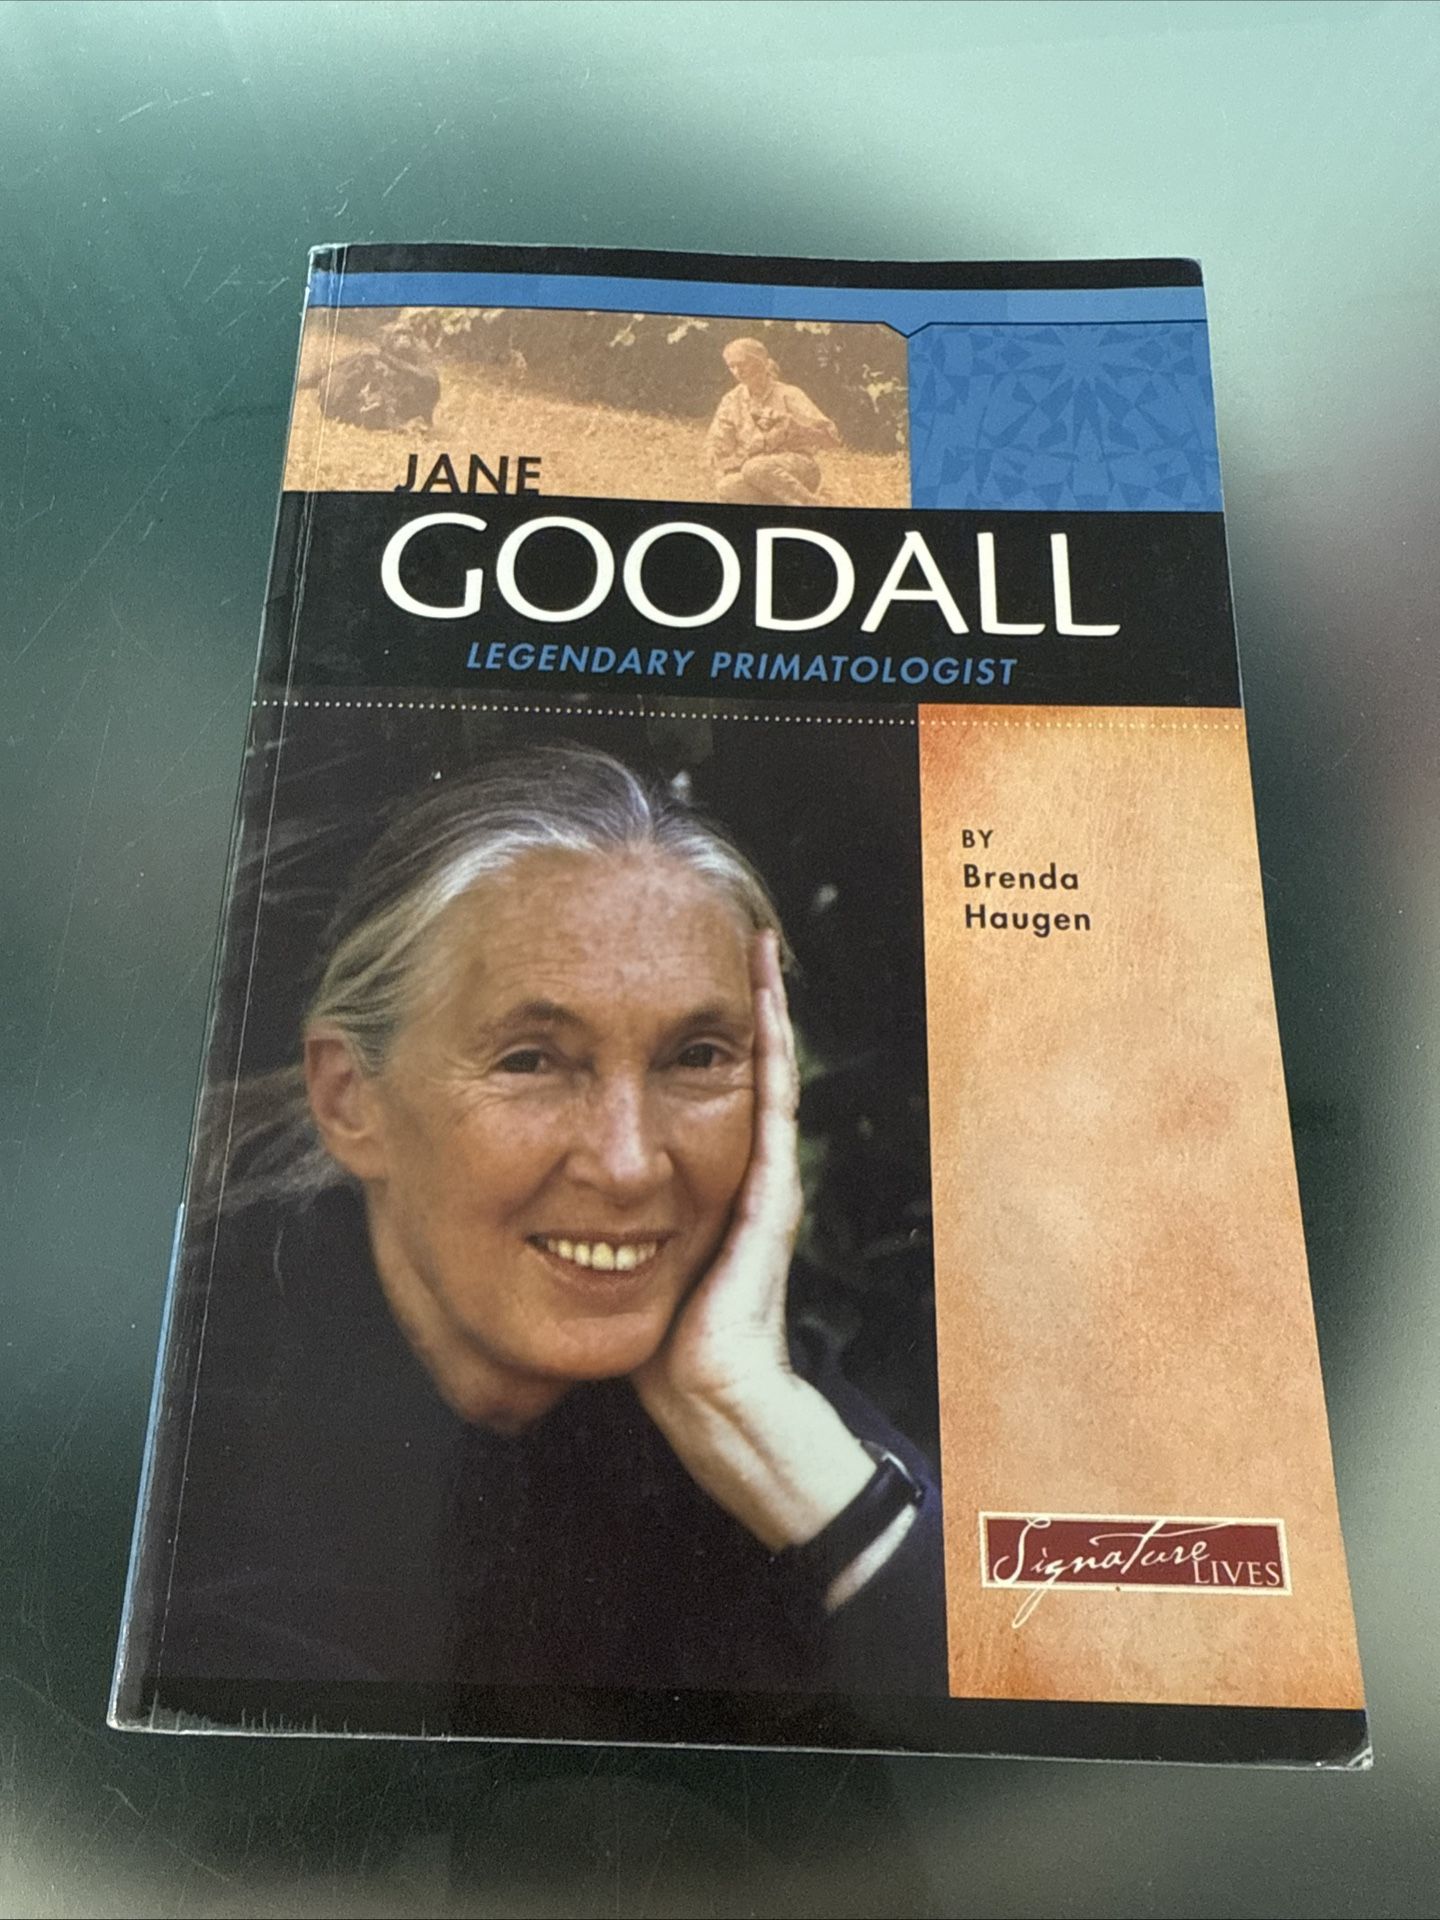 JANE
GOODALL
LEGENDARY PRIMATOLOGIST
BY
Brenda
Haugen
Signature LIVES